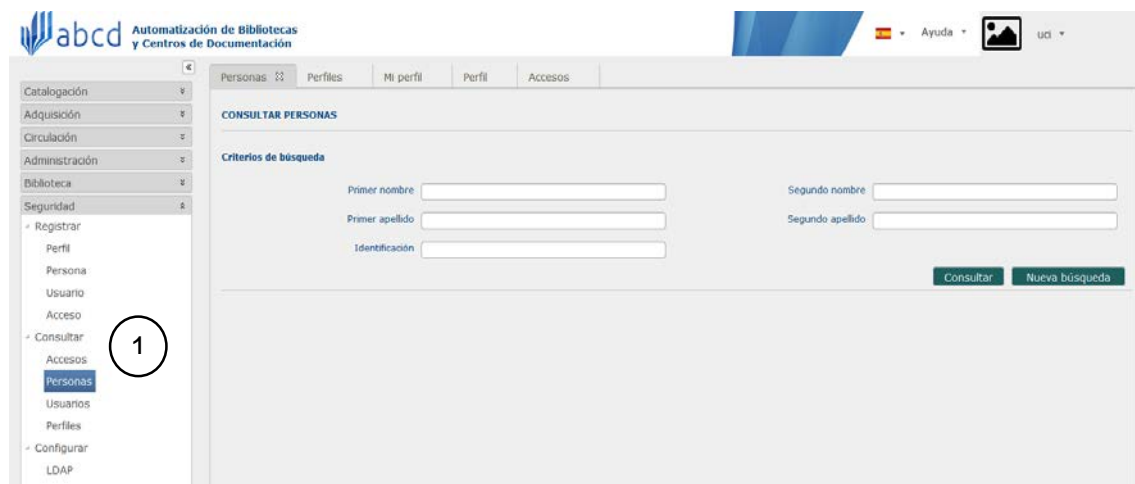 abcd Automatización de Bibliotecas
y Centros de Documentación
Ayuda
uci
Personas
Perfiles
Mi perfil
Perfil
Accesos
Catalogación
Adquisición
Circulación
Administración
Biblioteca
Seguridad
Registrar
Perfil
Persona
Usuario
Acceso
Consultar
1
Accesos
Personas
Usuarios
Perfiles
Configurar
LDAP
CONSULTAR PERSONAS
Criterios de búsqueda
Primer nombre
Segundo nombre
Primer apellido
Segundo apellido
Identificación
Consultar
Nueva búsqueda